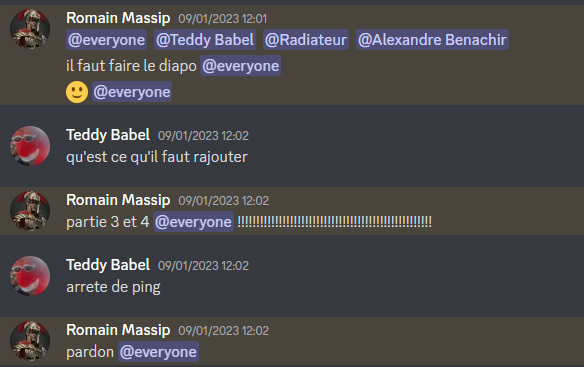 Romain Massip 09/01/2023 12:01
@everyone @Teddy Babel @Radiateur @Alexandre Benachir
il faut faire le diapo @everyone
🙂 @everyone
Teddy Babel 09/01/2023 12:02
qu'est ce qu'il faut rajouter
Romain Massip 09/01/2023 12:02
partie 3 et 4 @everyone !!!!!!!!!!!!!!!!!!!!!!!!!!!!!!!!!!!!!!!!!!!!!!!!!!!!
Teddy Babel 09/01/2023 12:02
arrete de ping
Romain Massip 09/01/2023 12:02
pardon @everyone